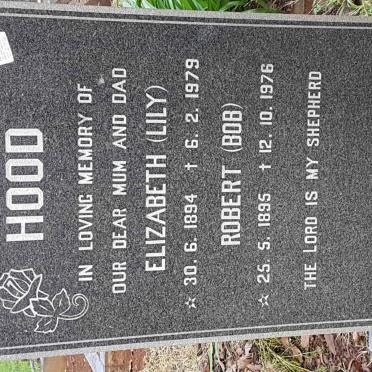 HOOD
IN LOVING MEMORY OF
OUR DEAR MUM AND DAD
ELIZABETH (LILY)
☆ 30. 6. 1894 † 6. 2. 1979
ROBERT (BOB)
☆ 25. 5. 1895 † 12. 10. 1976
THE LORD IS MY SHEPHERD